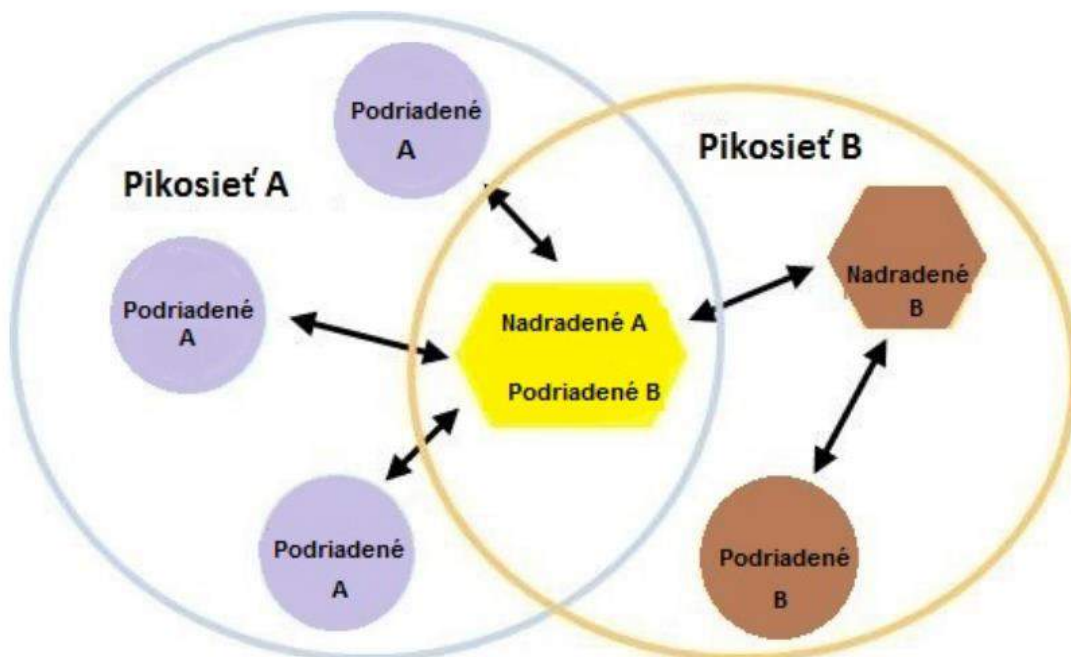 Podriadené
A
Pikosieť A
Pikosieť B
Podriadené
A
Nadradené A
Podriadené B
Nadradené
B
Podriadené
A
Podriadené
B